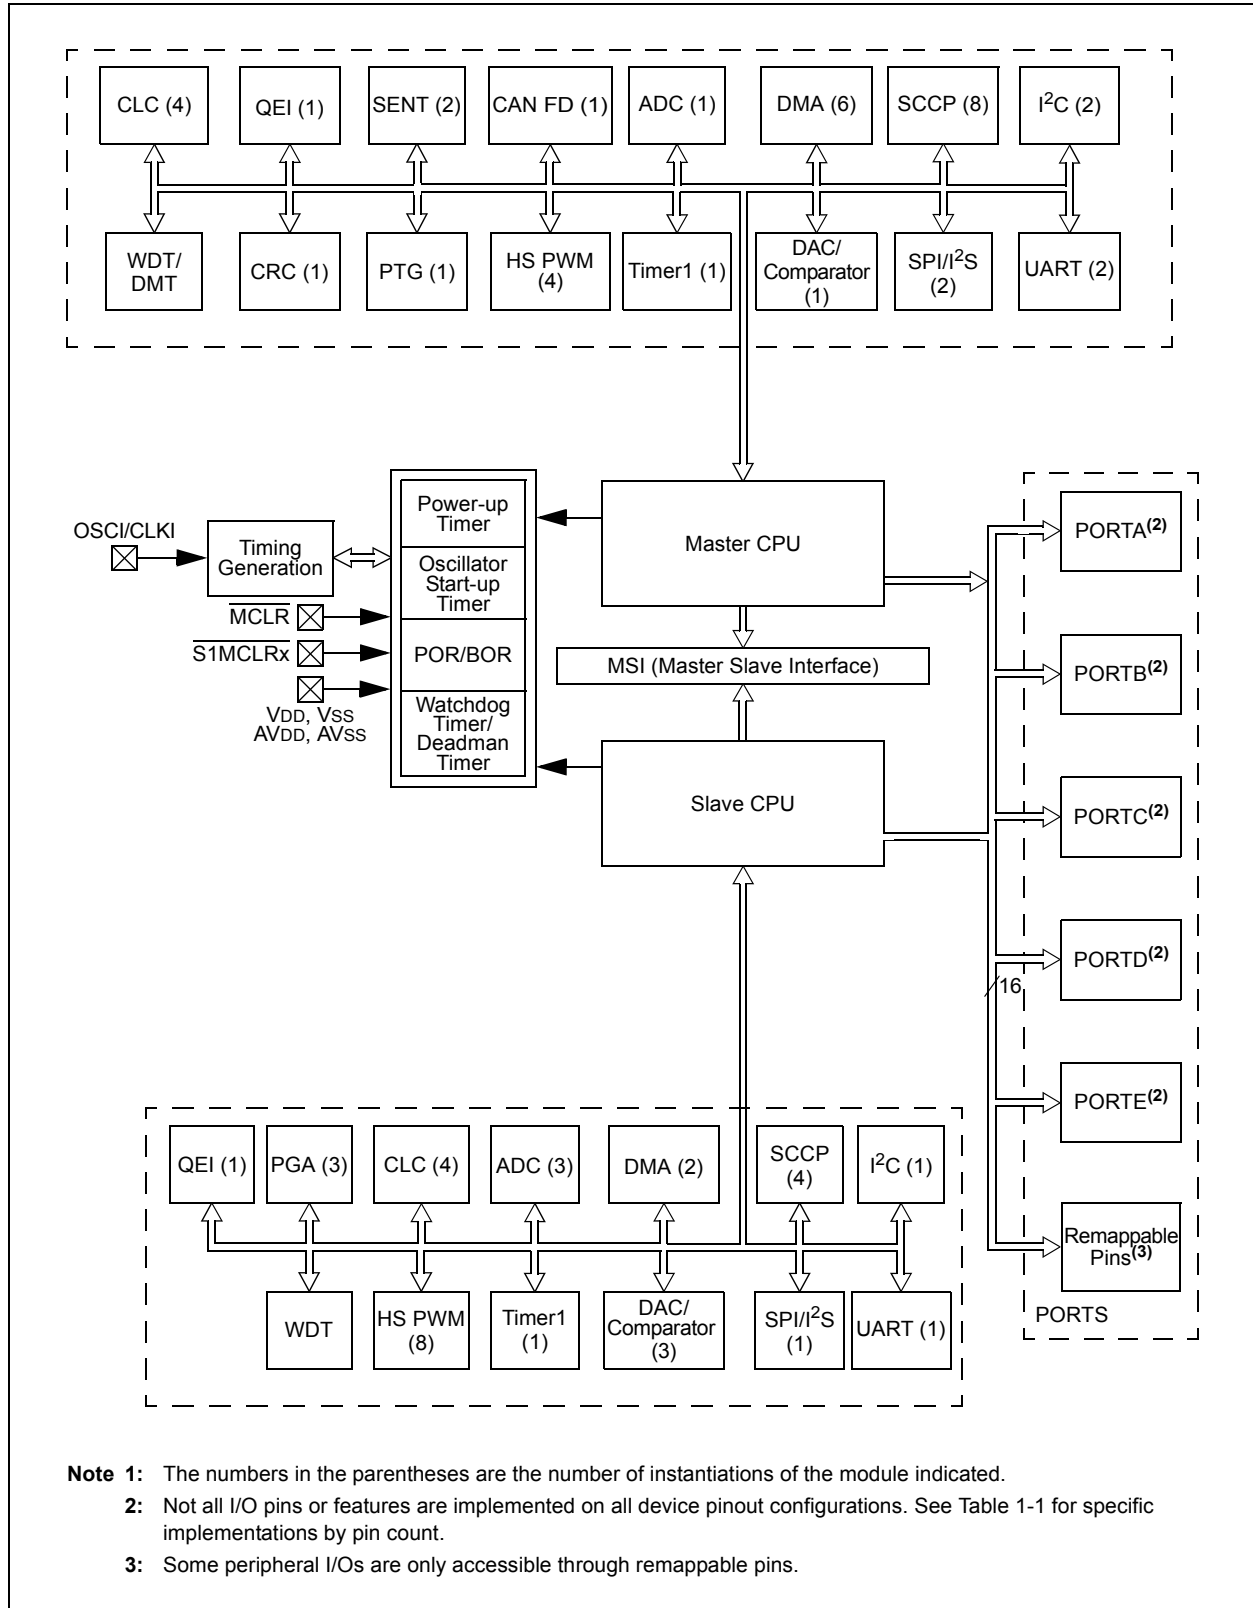 CLC (4)
QEI (1)
SENT (2)
CAN FD (1)
ADC (1)
DMA (6)
SCCP (8)
I²C (2)
WDT/
DMT
CRC (1)
PTG (1)
HS PWM
(4)
Timer1 (1)
DAC/
Comparator
(1)
SPI/I²S
(2)
UART (2)
OSCI/CLKI
Timing
Generation
MCLR
S1MCLRx
VDD, VSS
AVDD, AVSS
Power-up
Timer
Oscillator
Start-up
Timer
POR/BOR
Watchdog
Timer/
Deadman
Timer
Master CPU
MSI (Master Slave Interface)
Slave CPU
PORTA(2)
PORTB(2)
PORTC(2)
PORTD(2)
16
PORTE(2)
Remappable
Pins(3)
PORTS
QEI (1)
PGA (3)
CLC (4)
ADC (3)
DMA (2)
SCCP
(4)
I²C (1)
WDT
HS PWM
(8)
Timer1
(1)
DAC/
Comparator
(3)
SPI/I²S
(1)
UART (1)
Note 1: The numbers in the parentheses are the number of instantiations of the module indicated.
2: Not all I/O pins or features are implemented on all device pinout configurations. See Table 1-1 for specific
implementations by pin count.
3: Some peripheral I/Os are only accessible through remappable pins.